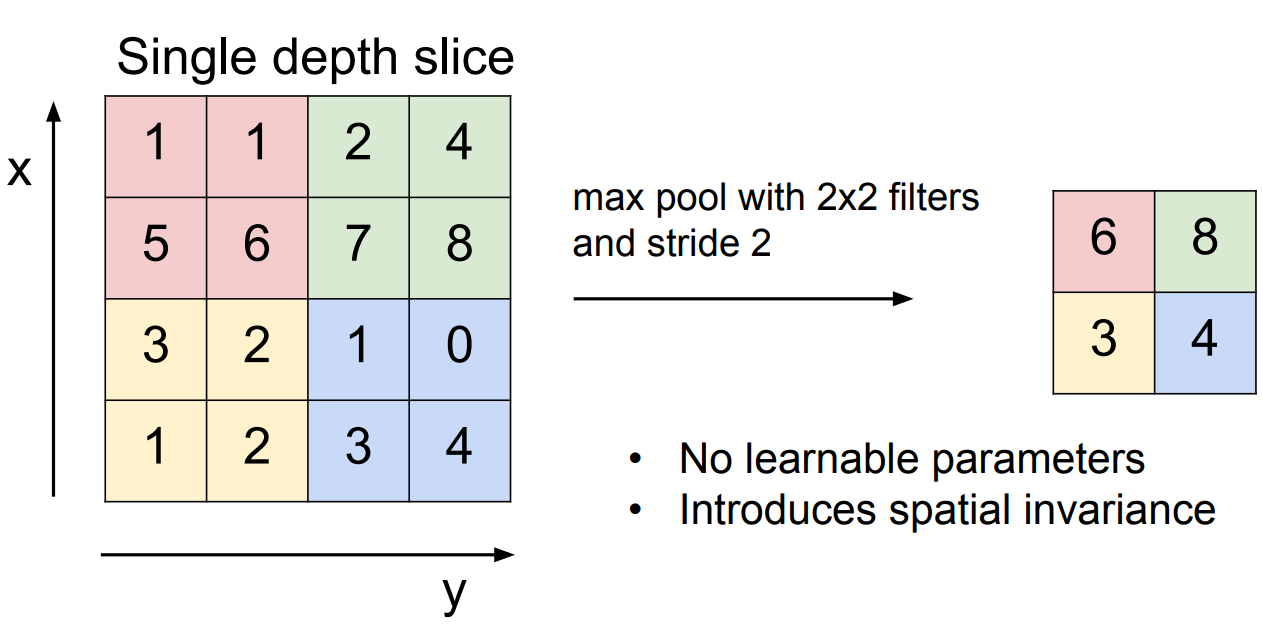 Single depth slice
x
1 1 2 4
5 6 7 8
3 2 1 0
1 2 3 4
y
max pool with 2x2 filters
and stride 2
6 8
3 4
• No learnable parameters
• Introduces spatial invariance